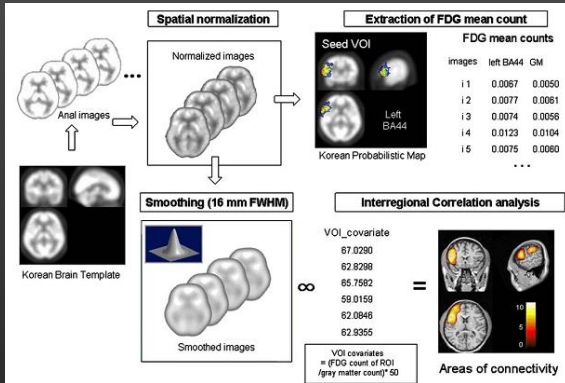 Spatial normalization
Normalized images
...
Anal images
Korean Brain Template
Extraction of FDG mean count
Seed VOI
Left
BA44
Korean Probabilistic Map
FDG mean counts
images left BA44 GM
i 1 0.0067 0.0050
i 2 0.0077 0.0061
i 3 0.0074 0.0056
i 4 0.0123 0.0104
i 5 0.0075 0.0060
...
Smoothing (16 mm FWHM)
Smoothed images
∞
Interregional Correlation analysis
VOI_covariate
67.0290
62.8298
65.7582
59.0159
62.0846
62.9355
VOI covariates
= (FDG count of ROI
/gray matter count)* 50
=
10
5
0
Areas of connectivity